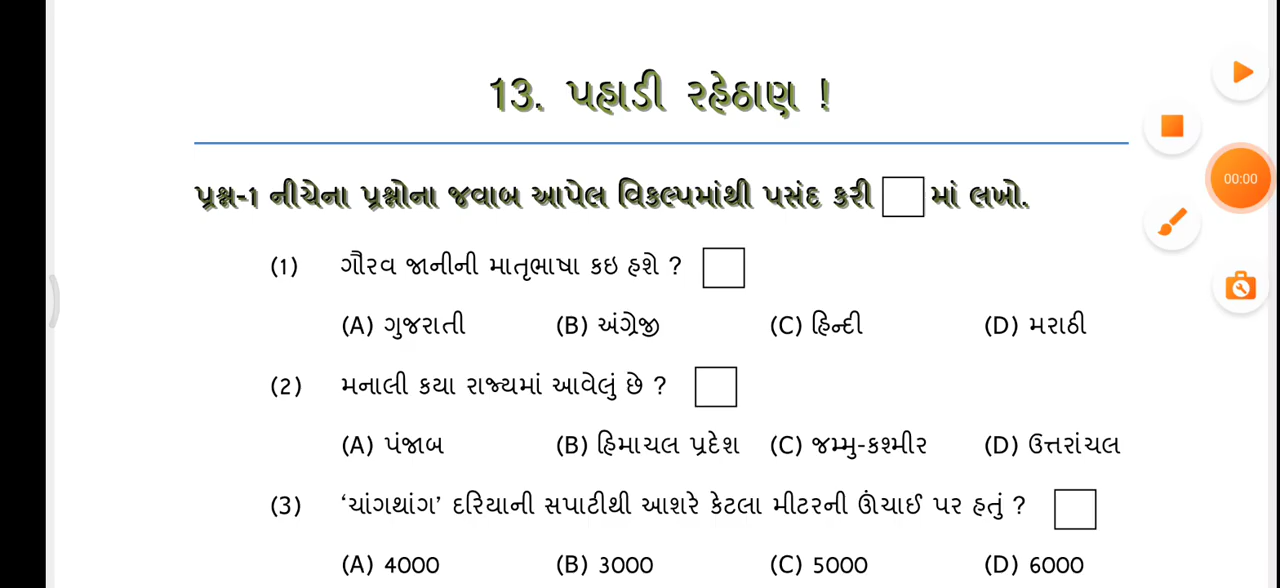 13. પહાડી રહેઠાણ !
પ્રશ્ન-1 નીચેના પ્રશ્નોના જવાબ આપેલ વિકલ્પમાંથી પસંદ કરી માં લખો.
(1) ગૌરવ જાનીની માતૃભાષા કઇ હશે ?
(A) ગુજરાતી (B) અંગ્રેજી (C) હિન્દી (D) મરાઠી
(2) મનાલી કયા રાજ્યમાં આવેલું છે ?
(A) પંજાબ (B) હિમાચલ પ્રદેશ (C) જમ્મુ-કશ્મીર (D) ઉત્તરાંચલ
(3) ‘ચાંગથાંગ’ દરિયાની સપાટીથી આશરે કેટલા મીટરની ઊંચાઈ પર હતું ?
(A) 4000 (B) 3000 (C) 5000 (D) 6000
00:00